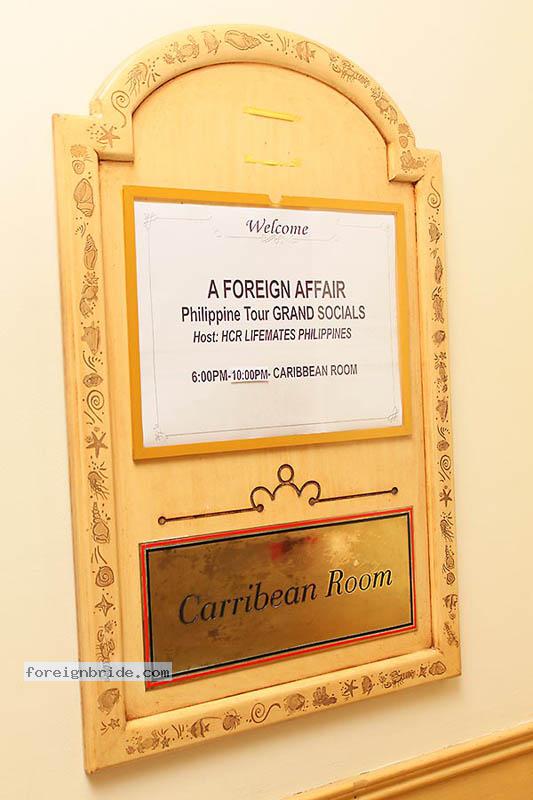 Welcome
A FOREIGN AFFAIR
Philippine Tour GRAND SOCIALS
Host: HCR LIFEMATES PHILIPPINES
6:00PM-10:00PM- CARIBBEAN ROOM
Carribean Room
foreignbride.com